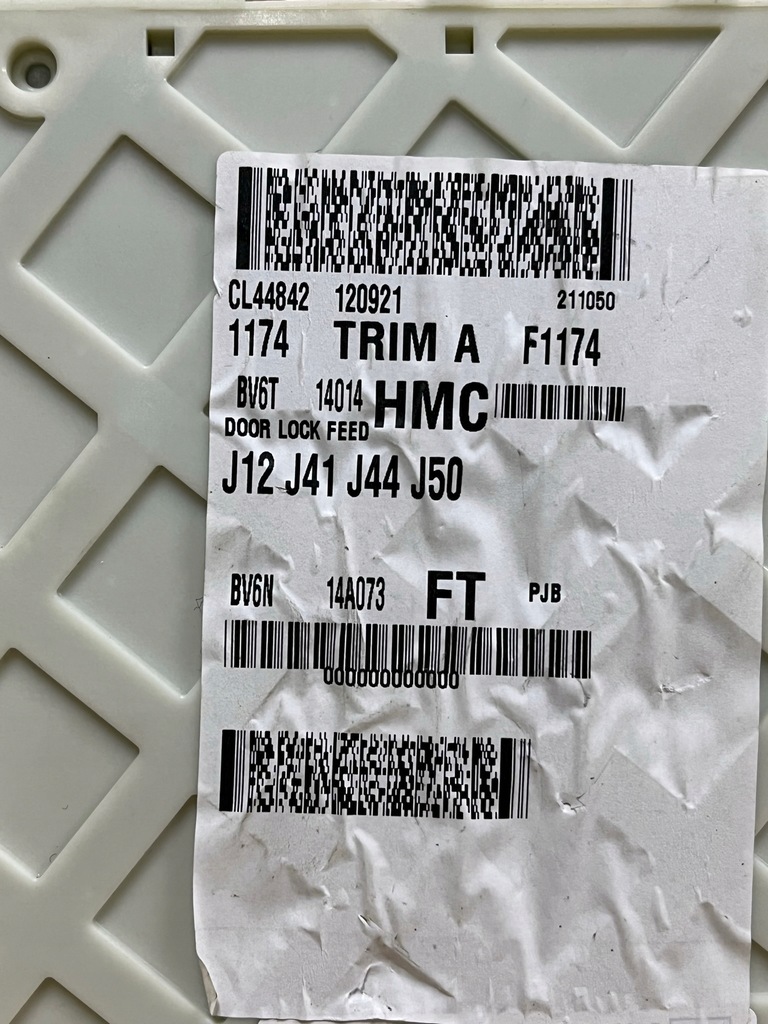 CL44842 120921 211050
1174 TRIM A F1174
BV6T 14014 HMC
DOOR LOCK FEED
J12 J41 J44 J50
BV6N 14A073 FT PJB
000000000000